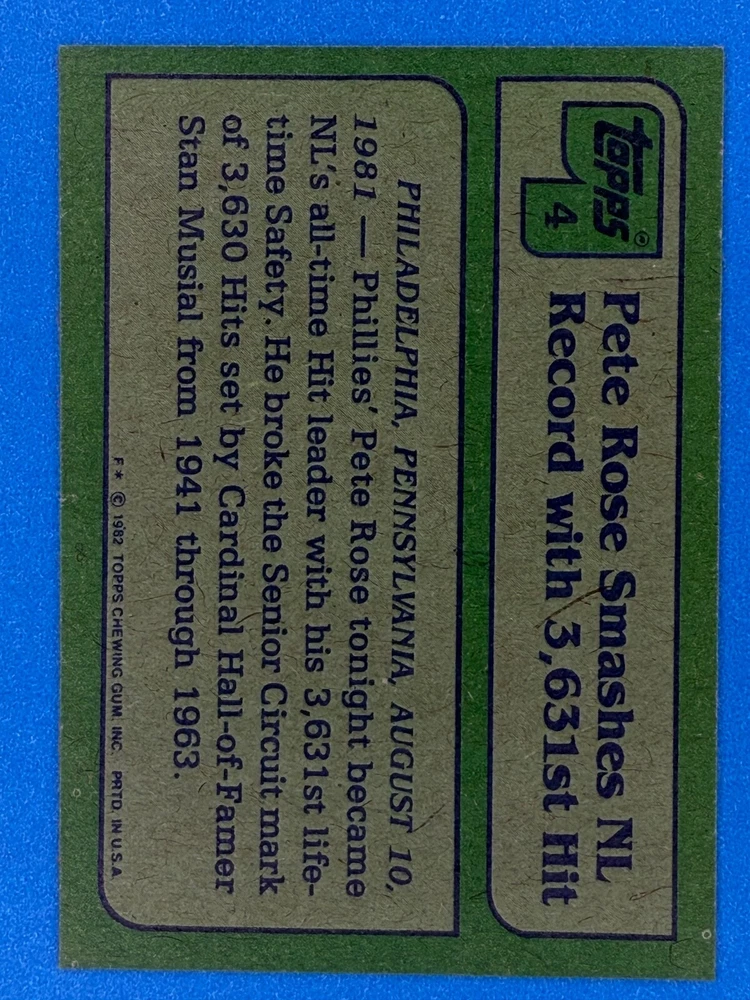 topps®
4
Pete Rose Smashes NL
Record with 3,631st Hit
PHILADELPHIA, PENNSYLVANIA, AUGUST 10,
1981 — Phillies' Pete Rose tonight became
NL's all-time Hit leader with his 3,631st life-
time Safety. He broke the Senior Circuit mark
of 3,630 Hits set by Cardinal Hall-of-Famer
Stan Musial from 1941 through 1963.
F* © 1982 TOPPS CHEWING GUM, INC. PRTD. IN U.S.A